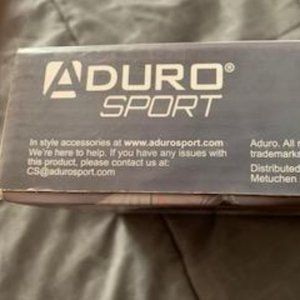 ADURO®
SPORT
In style accessories at www.adurosport.com
We're here to help. If you have any issues with
this product, please contact us at:
CS@adurosport.com
Aduro. All
trademarks
Distributed
Metuchen